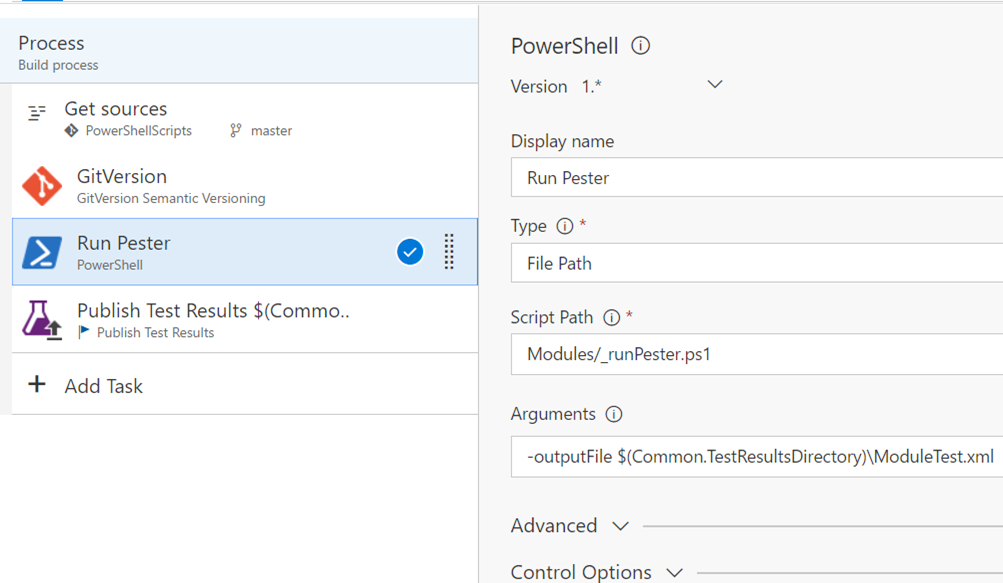 Process
Build process
Get sources
PowerShellScripts master
GitVersion
GitVersion Semantic Versioning
Run Pester
PowerShell
Publish Test Results $(Commo..
Publish Test Results
+ Add Task
PowerShell
Version 1.*
Display name
Run Pester
Type *
File Path
Script Path *
Modules/_runPester.ps1
Arguments
-outputFile $(Common.TestResultsDirectory)\ModuleTest.xml
Advanced
Control Options